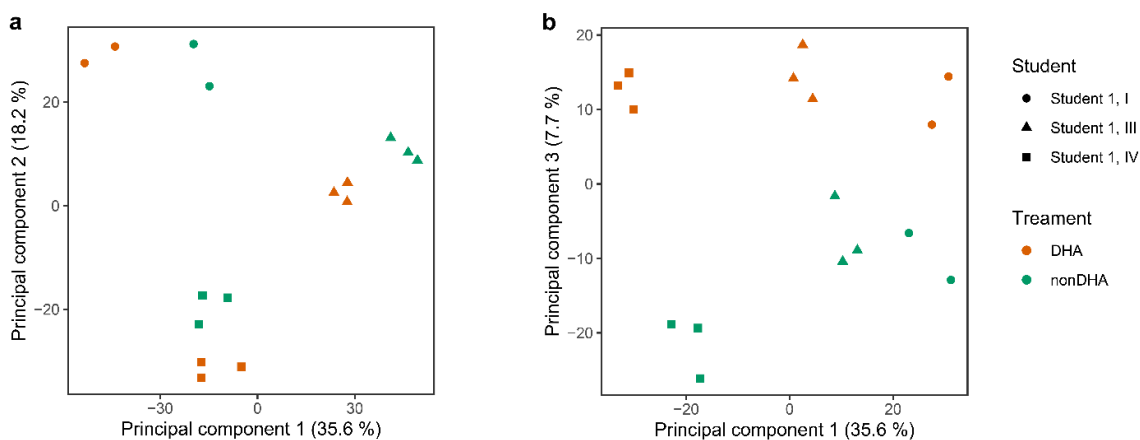 a
Principal component 2 (18.2 %)
20
0
−20
−30
0
30
Principal component 1 (35.6 %)
b
Principal component 3 (7.7 %)
20
10
0
−10
−20
−20
0
20
Principal component 1 (35.6 %)
Student
Student 1, I
Student 1, III
Student 1, IV
Treament
DHA
nonDHA